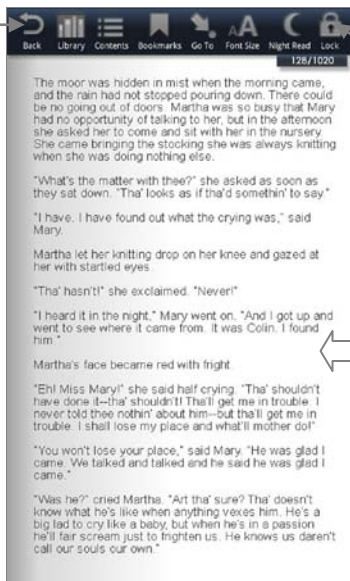 Back Library Contents Bookmarks Go To Font Size Night Read Lock
128/1020
The moor was hidden in mist when the morning came,
and the rain had not stopped pouring down. There could
be no going out of doors. Martha was so busy that Mary
had no opportunity of talking to her, but in the afternoon
she asked her to come and sit with her in the nursery.
She came bringing the stocking she was always knitting
when she was doing nothing else.
"What's the matter with thee?" she asked as soon as
they sat down. "Tha' looks as if tha'd somethin' to say."
"I have. I have found out what the crying was," said
Mary.
Martha let her knitting drop on her knee and gazed at
her with startled eyes.
"Tha' hasn't!" she exclaimed. "Never!"
"I heard it in the night," Mary went on. "And I got up and
went to see where it came from. It was Colin. I found
him."
Martha's face became red with fright.
"Eh! Miss Mary!" she said half crying. "Tha' shouldn't
have done it--tha' shouldn't! Tha'll get me in trouble. I
never told thee nothin' about him--but tha'll get me in
trouble. I shall lose my place and what'll mother do!"
"You won't lose your place," said Mary. "He was glad I
came. We talked and talked and he said he was glad I
came."
"Was he?" cried Martha. "Art tha' sure? Tha' doesn't
know what he's like when anything vexes him. He's a
big lad to cry like a baby, but when he's in a passion
he'll fair scream just to frighten us. He knows us daren't
call our souls our own."